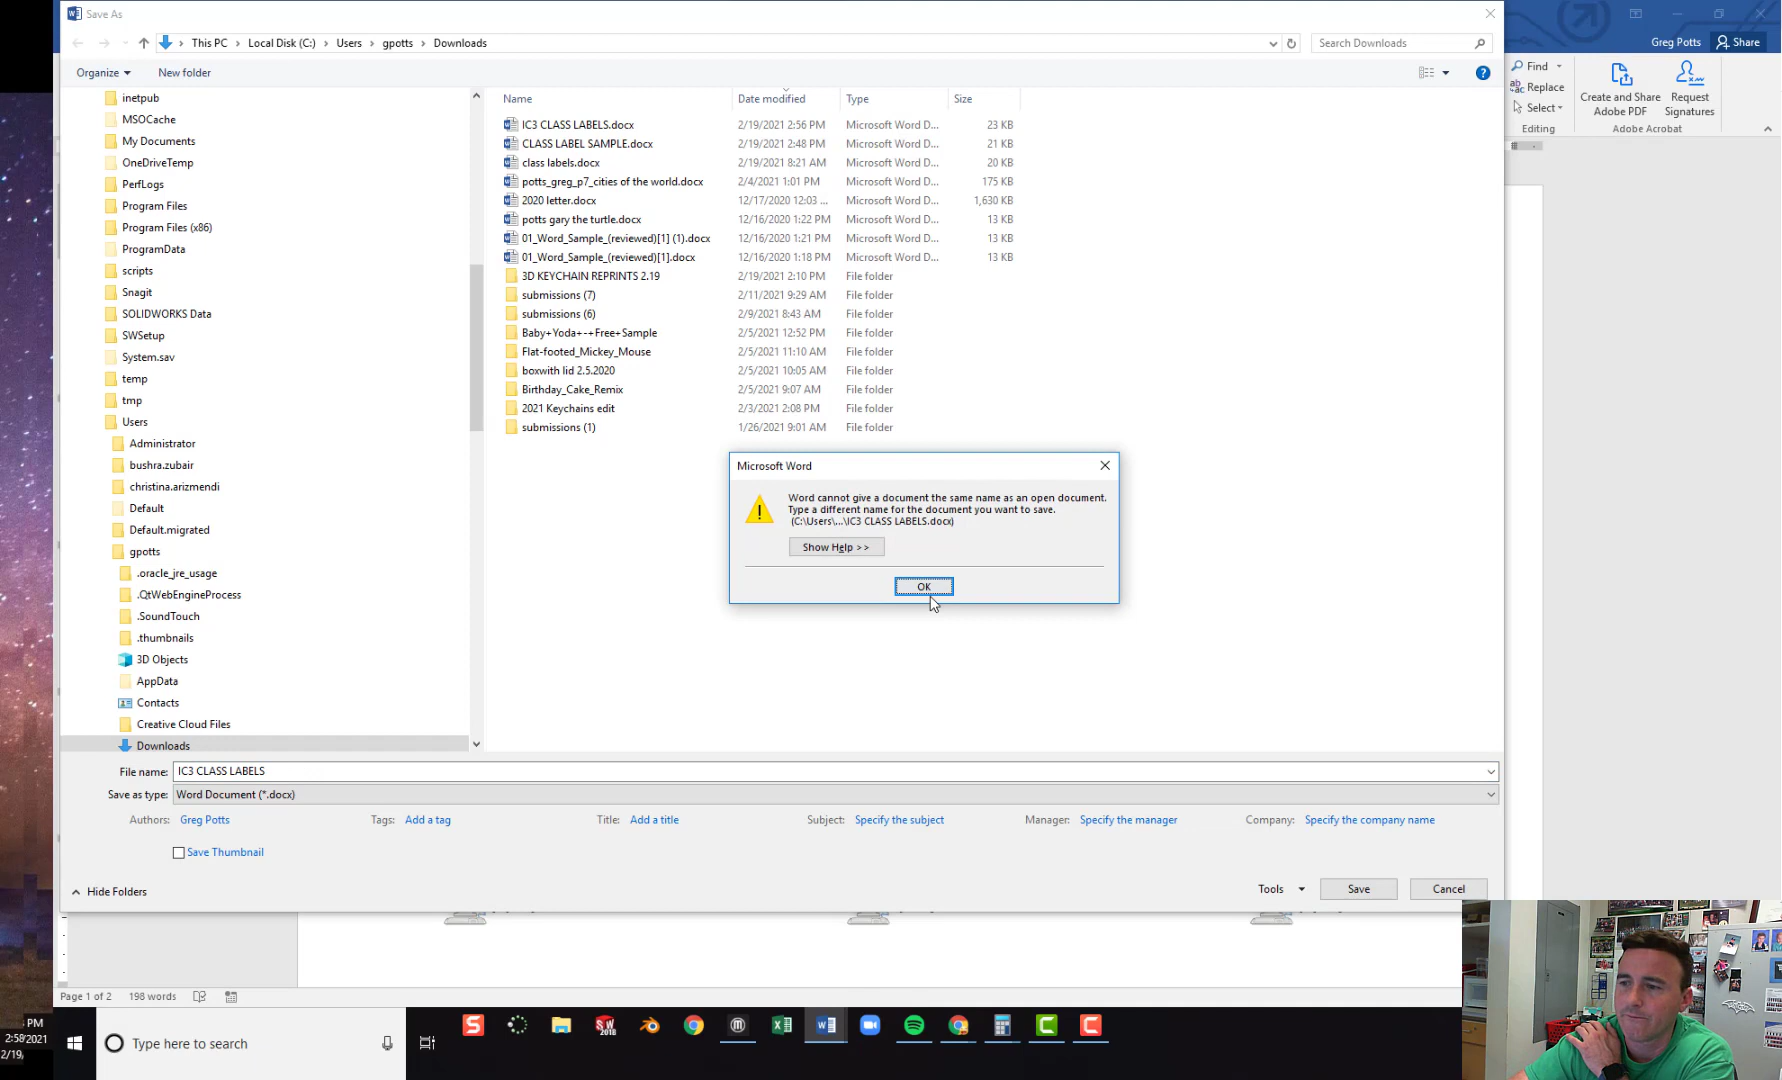 Save As
This PC > Local Disk (C:) > Users > gpotts > Downloads
Search Downloads
Greg Potts
Share
Organize
New folder
Find
Replace
Select
Editing
Create and Share
Adobe PDF
Request
Signatures
Adobe Acrobat
inetpub
MSOCache
My Documents
OneDriveTemp
PerfLogs
Program Files
Program Files (x86)
ProgramData
scripts
Snagit
SOLIDWORKS Data
SWSetup
System.sav
temp
tmp
Users
Administrator
bushra.zubair
christina.arizmendi
Default
Default.migrated
gpotts
.oracle_jre_usage
.QtWebEngineProcess
.SoundTouch
.thumbnails
3D Objects
AppData
Contacts
Creative Cloud Files
Downloads
Name Date modified Type Size
IC3 CLASS LABELS.docx 2/19/2021 2:56 PM Microsoft Word D... 23 KB
CLASS LABEL SAMPLE.docx 2/19/2021 2:48 PM Microsoft Word D... 21 KB
class labels.docx 2/19/2021 8:21 AM Microsoft Word D... 20 KB
potts_greg_p7_cities of the world.docx 2/4/2021 1:01 PM Microsoft Word D... 175 KB
2020 letter.docx 12/17/2020 12:03 ... Microsoft Word D... 1,630 KB
potts gary the turtle.docx 12/16/2020 1:22 PM Microsoft Word D... 13 KB
01_Word_Sample_(reviewed)[1] (1).docx 12/16/2020 1:21 PM Microsoft Word D... 13 KB
01_Word_Sample_(reviewed)[1].docx 12/16/2020 1:18 PM Microsoft Word D... 13 KB
3D KEYCHAIN REPRINTS 2.19 2/19/2021 2:10 PM File folder
submissions (7) 2/11/2021 9:29 AM File folder
submissions (6) 2/9/2021 8:43 AM File folder
Baby+Yoda+-+Free+Sample 2/5/2021 12:52 PM File folder
Flat-footed_Mickey_Mouse 2/5/2021 11:10 AM File folder
boxwith lid 2.5.2020 2/5/2021 10:05 AM File folder
Birthday_Cake_Remix 2/5/2021 9:07 AM File folder
2021 Keychains edit 2/3/2021 2:08 PM File folder
submissions (1) 1/26/2021 9:01 AM File folder
Microsoft Word
Word cannot give a document the same name as an open document.
Type a different name for the document you want to save.
(C:\Users\...\IC3 CLASS LABELS.docx)
Show Help >>
OK
File name: IC3 CLASS LABELS
Save as type: Word Document (*.docx)
Authors: Greg Potts Tags: Add a tag Title: Add a title Subject: Specify the subject Manager: Specify the manager Company: Specify the company name
Save Thumbnail
Hide Folders
Tools
Save
Cancel
Page 1 of 2 198 words
PM
2:58
2021
2/19/
Type here to search
SW
2018